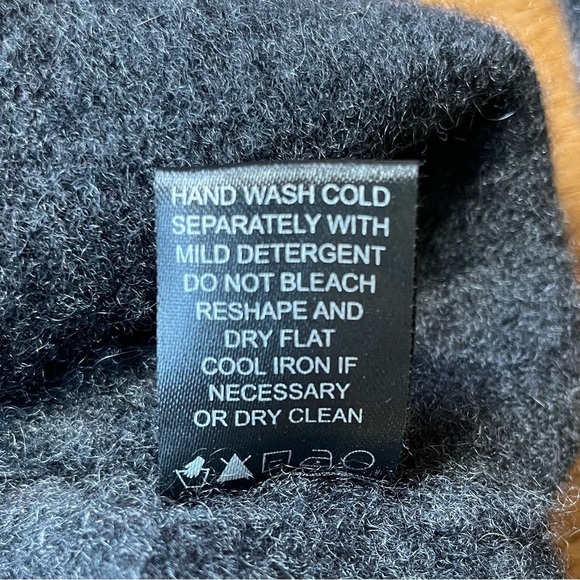 HAND WASH COLD
SEPARATELY WITH
MILD DETERGENT
DO NOT BLEACH
RESHAPE AND
DRY FLAT
COOL IRON IF
NECESSARY
OR DRY CLEAN